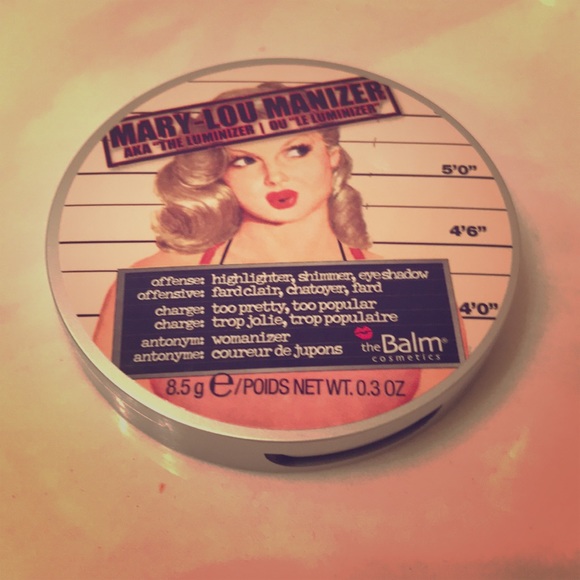 MARY-LOU MANIZER
AKA "THE LUMINIZER | OU "LE LUMINIZER"
5'0"
4'6"
4'0"
offense: highlighter, shimmer, eyeshadow
offensive: fard clair, chatoyer, fard
charge: too pretty, too popular
charge: trop jolie, trop populaire
antonym: womanizer
antonyme: coureur de jupons
theBalm®
cosmetics
8.5 g e/POIDS NET WT. 0.3 OZ